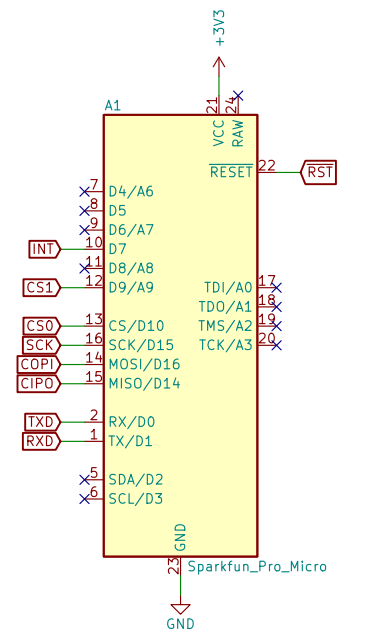 +3V3
A1
21
24
VCC
RAW
RESET
22
RST
7
D4/A6
8
D5
9
D6/A7
INT
10
D7
11
D8/A8
CS1
12
D9/A9
TDI/A0
17
TDO/A1
18
CS0
13
CS/D10
TMS/A2
19
SCK
16
SCK/D15
TCK/A3
20
COPI
14
MOSI/D16
CIPO
15
MISO/D14
TXD
2
RX/D0
RXD
1
TX/D1
5
SDA/D2
6
SCL/D3
GND
23
Sparkfun_Pro_Micro
GND